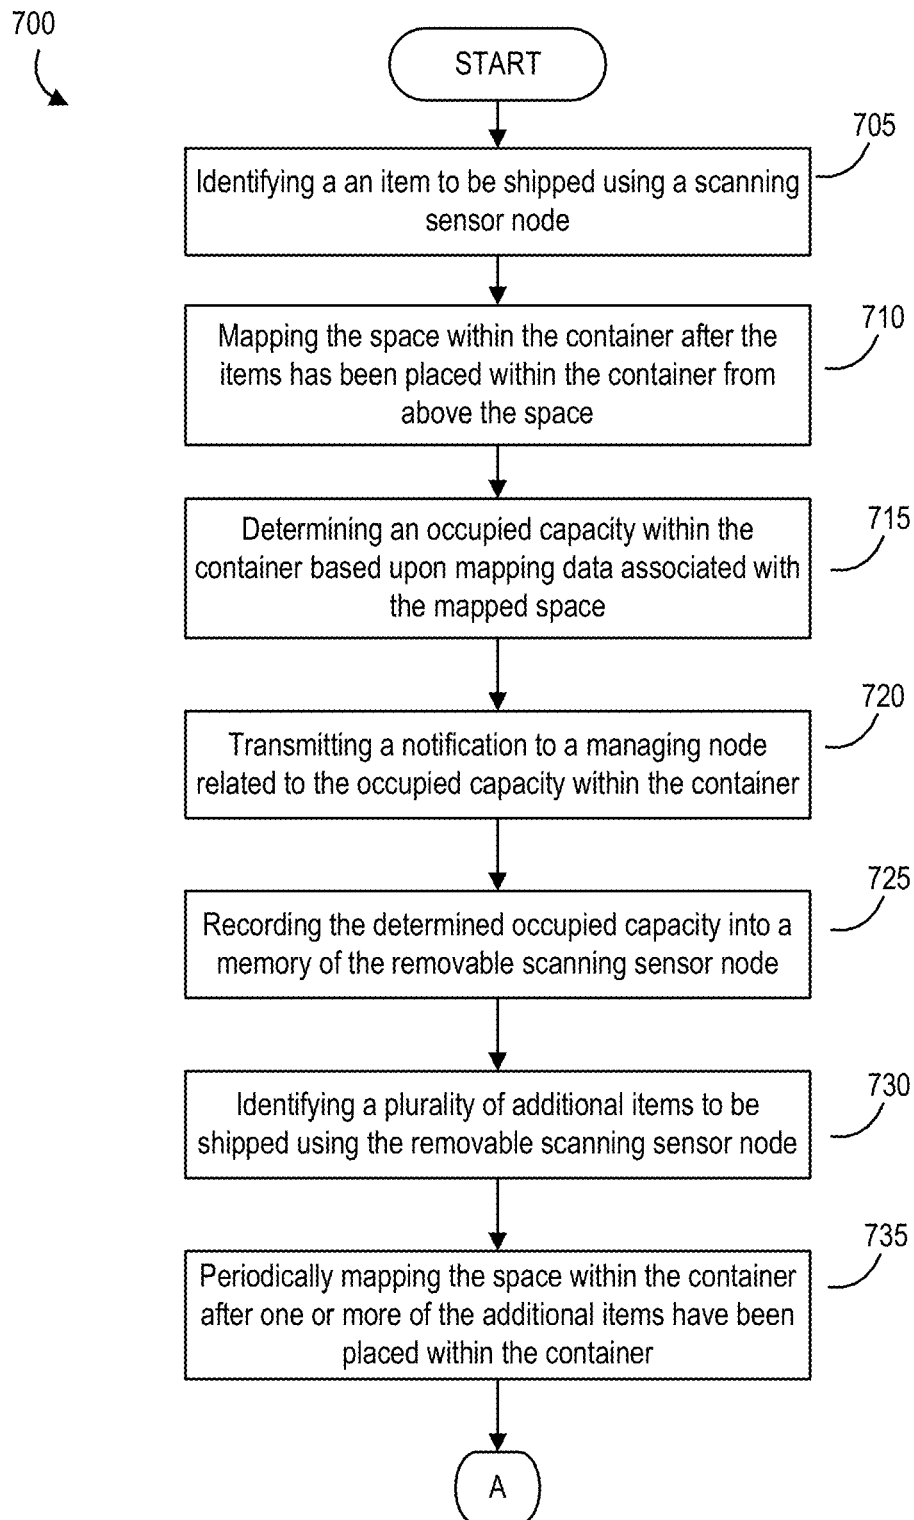 700
START
705
Identifying a an item to be shipped using a scanning
sensor node
710
Mapping the space within the container after the
items has been placed within the container from
above the space
715
Determining an occupied capacity within the
container based upon mapping data associated with
the mapped space
720
Transmitting a notification to a managing node
related to the occupied capacity within the container
725
Recording the determined occupied capacity into a
memory of the removable scanning sensor node
730
Identifying a plurality of additional items to be
shipped using the removable scanning sensor node
735
Periodically mapping the space within the container
after one or more of the additional items have been
placed within the container
A